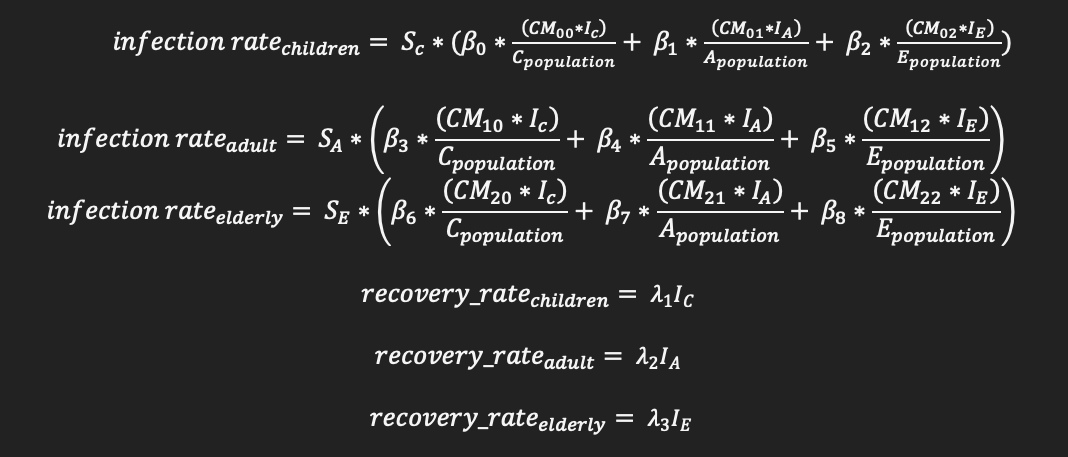 infection rate_children = S_c * (β_0 * (CM_00*I_c)/C_population + β_1 * (CM_01*I_A)/A_population + β_2 * (CM_02*I_E)/E_population)
infection rate_adult = S_A * (β_3 * (CM_10 * I_c)/C_population + β_4 * (CM_11 * I_A)/A_population + β_5 * (CM_12 * I_E)/E_population)
infection rate_elderly = S_E * (β_6 * (CM_20 * I_c)/C_population + β_7 * (CM_21 * I_A)/A_population + β_8 * (CM_22 * I_E)/E_population)
recovery_rate_children = λ_1 I_C
recovery_rate_adult = λ_2 I_A
recovery_rate_elderly = λ_3 I_E